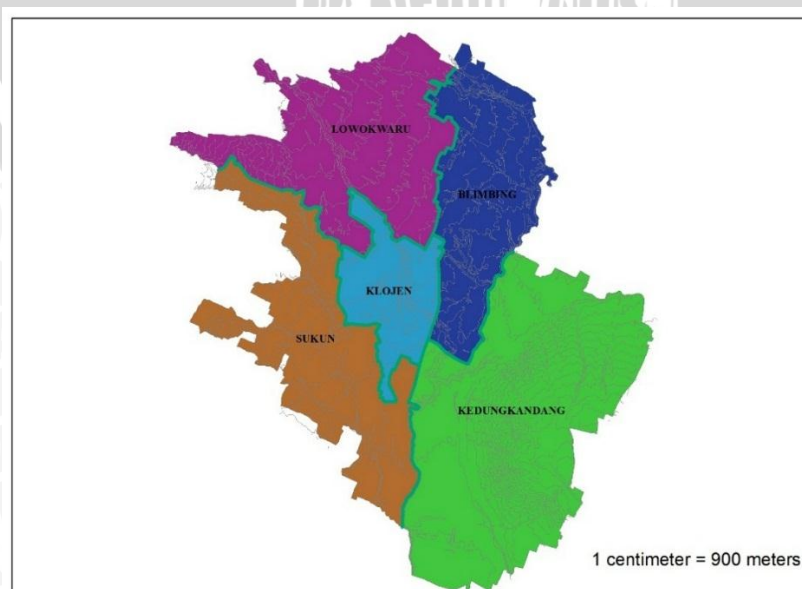 LOWOKWARU
BLIMBING
KLOJEN
SUKUN
KEDUNGKANDANG
1 centimeter = 900 meters